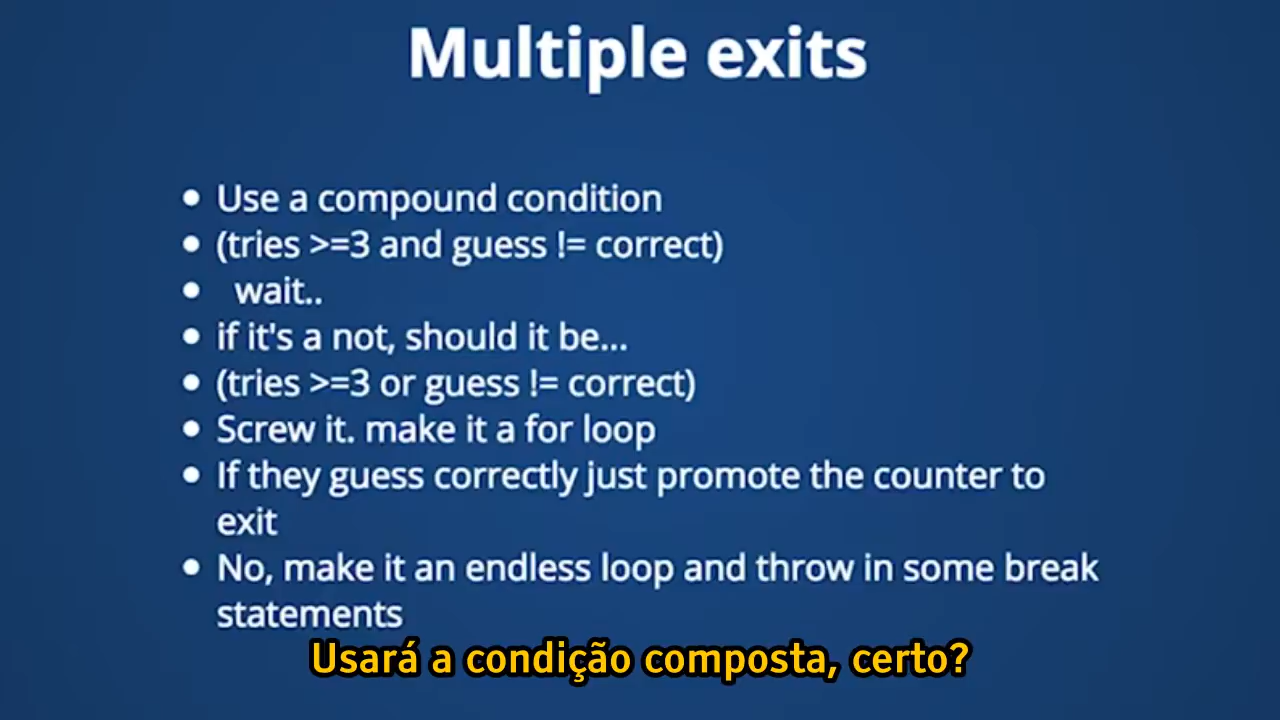 Multiple exits
Use a compound condition
(tries >=3 and guess != correct)
wait..
if it's a not, should it be...
(tries >=3 or guess != correct)
Screw it. make it a for loop
If they guess correctly just promote the counter to
exit
No, make it an endless loop and throw in some break
statements
Usará a condição composta, certo?